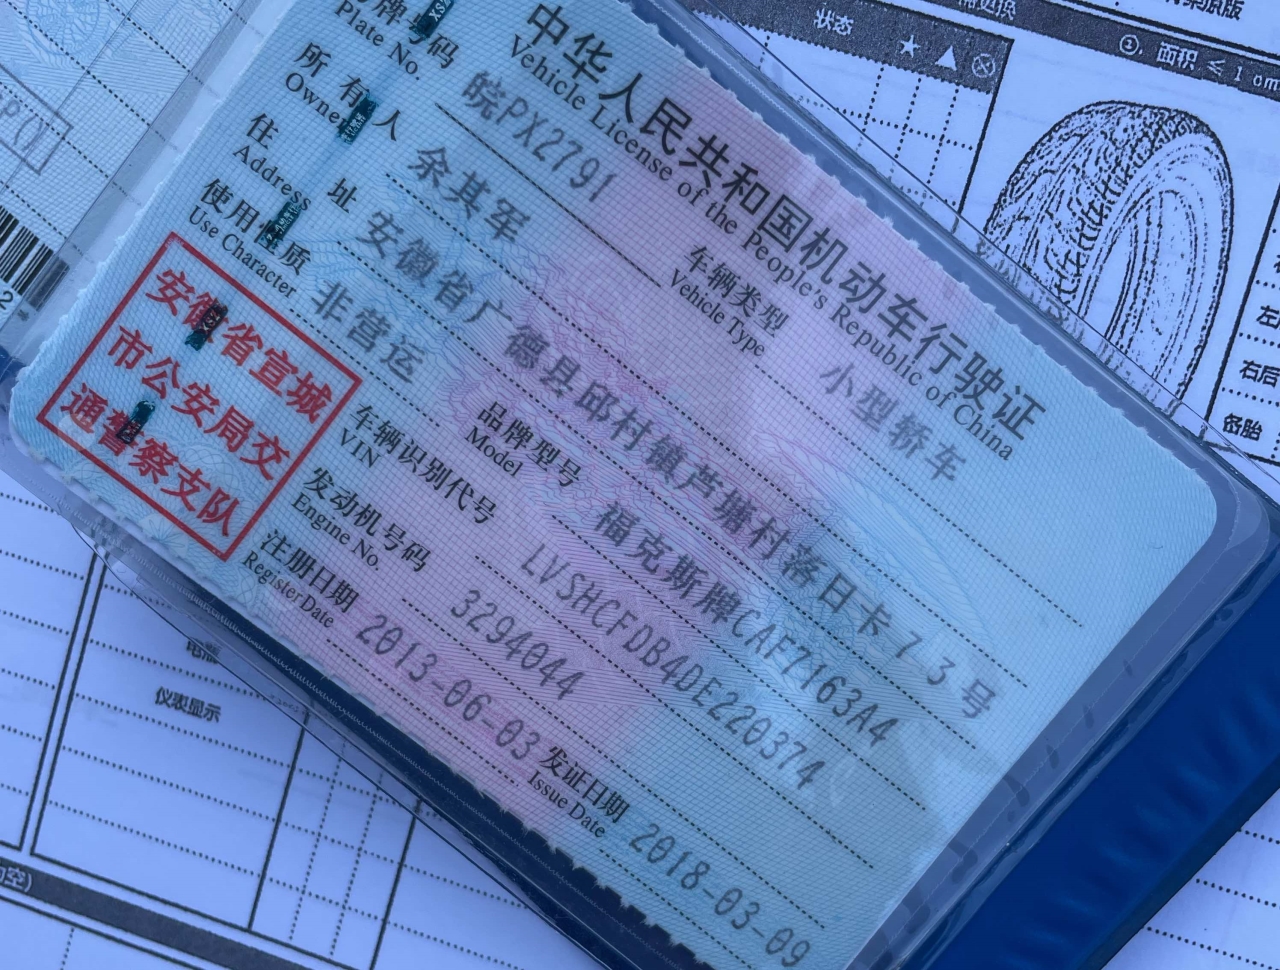 中华人民共和国机动车行驶证
Vehicle License of the People's Republic of China
号牌号码 皖PX2791
Plate No.
车辆类型 小型轿车
Vehicle Type
所有人 余其军
Owner
住址 安徽省广德县邱村镇芦塘村落日卡73号
Address
使用性质 非营运
Use Character
品牌型号 福克斯牌CAF7163A4
Model
车辆识别代号 LVSHCFDB4DE220374
VIN
发动机号码 3294044
Engine No.
注册日期 2013-06-03
Register Date
发证日期 2018-03-09
Issue Date
安徽省宣城
市公安局交
通警察支队
状态 ★ ▲ ⊗
①. 面积 ≤ 1 cm
右后
各胎
仪表显示